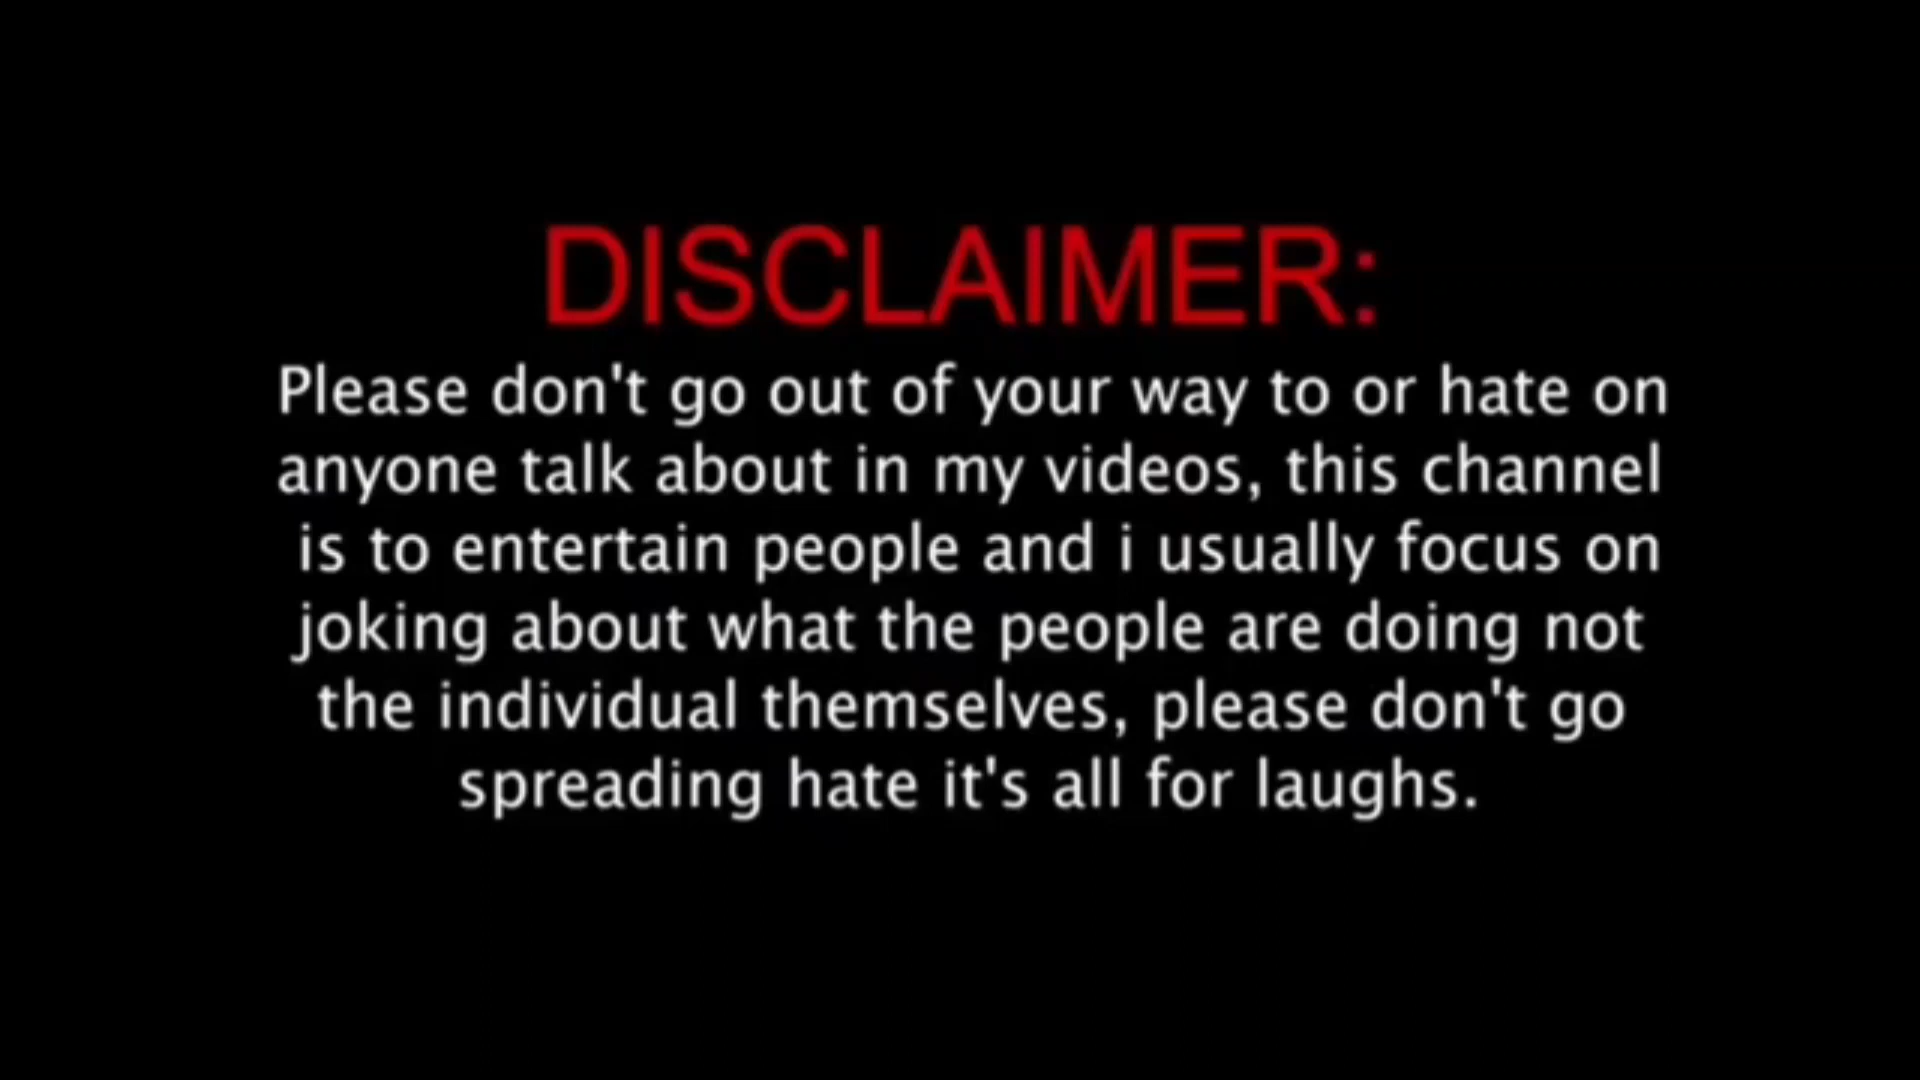 DISCLAIMER:
Please don't go out of your way to or hate on
anyone talk about in my videos, this channel
is to entertain people and i usually focus on
joking about what the people are doing not
the individual themselves, please don't go
spreading hate it's all for laughs.